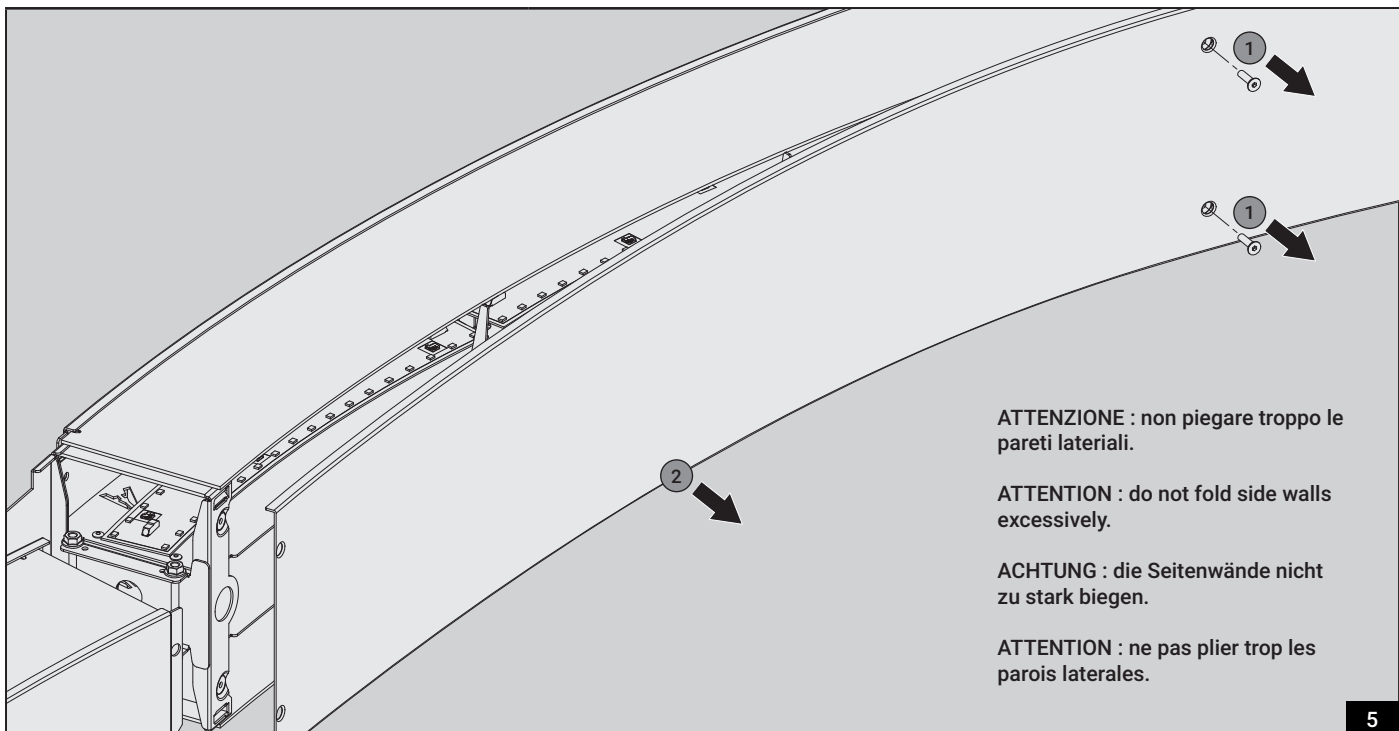 1
1
2
ATTENZIONE : non piegare troppo le
pareti lateriali.
ATTENTION : do not fold side walls
excessively.
ACHTUNG : die Seitenwände nicht
zu stark biegen.
ATTENTION : ne pas plier trop les
parois laterales.
5